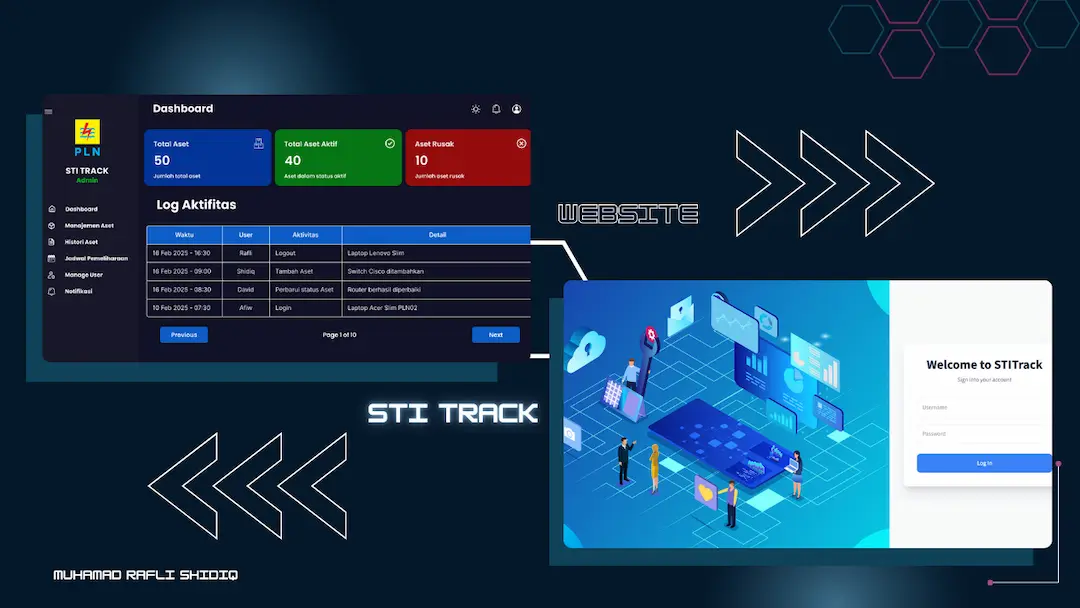 Dashboard
PLN
STI TRACK
Admin
Dashboard
Manajemen Aset
Histori Aset
Jadwal Pemeliharaan
Manage User
Notifikasi
Total Aset
50
Jumlah total aset
Total Aset Aktif
40
Aset dalam status aktif
Aset Rusak
10
Jumlah aset rusak
Log Aktifitas
Waktu User Aktivitas Detail
18 Feb 2025 - 16:30 Rafli Logout Laptop Lenovo Slim
16 Feb 2025 - 09:00 Shidiq Tambah Aset Switch Cisco ditambahkan
16 Feb 2025 - 08:30 David Perbarui status Aset Router berhasil diperbaiki
10 Feb 2025 - 07:30 Afiw Login Laptop Acer Slim PLN02
Previous Page 1 of 10 Next
WEBSITE
Welcome to STITrack
Sign into your account
Username
Password
Log In
STI TRACK
MUHAMAD RAFLI SHIDIQ